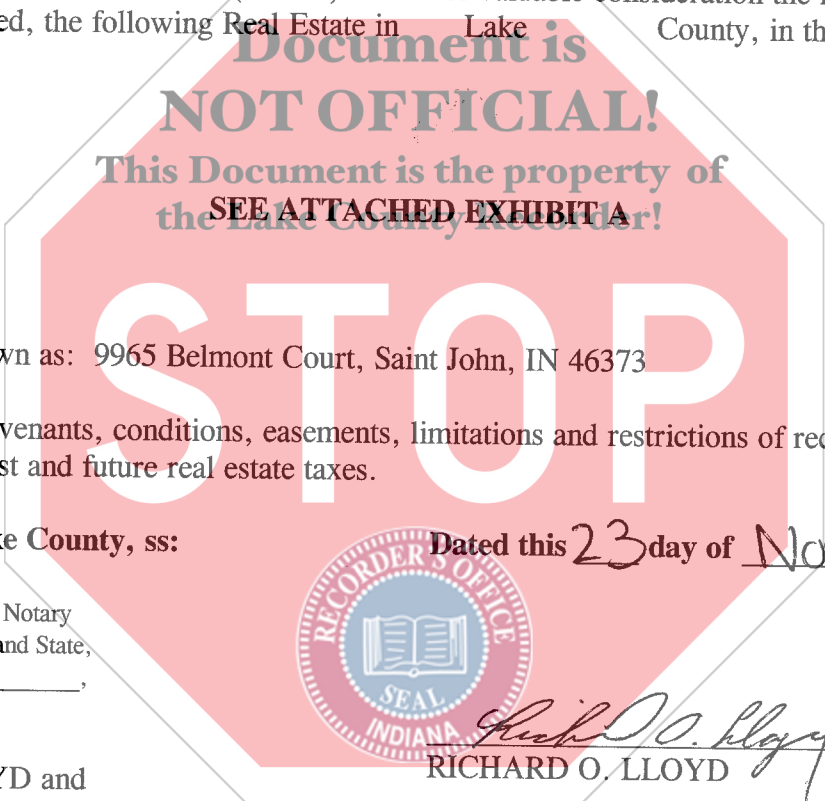 ed, the following Real Estate in Lake County, in th
Document is
NOT OFFICIAL!
This Document is the property of
the Lake County Recorder!
SEE ATTACHED EXHIBIT A
STOP
wn as: 9965 Belmont Court, Saint John, IN 46373
venants, conditions, easements, limitations and restrictions of rec
st and future real estate taxes.
ke County, ss:
Dated this 23 day of No
Notary
and State,
RECORDER'S OFFICE
SEAL
INDIANA
Richard O. Lloyd
RICHARD O. LLOYD
YD and